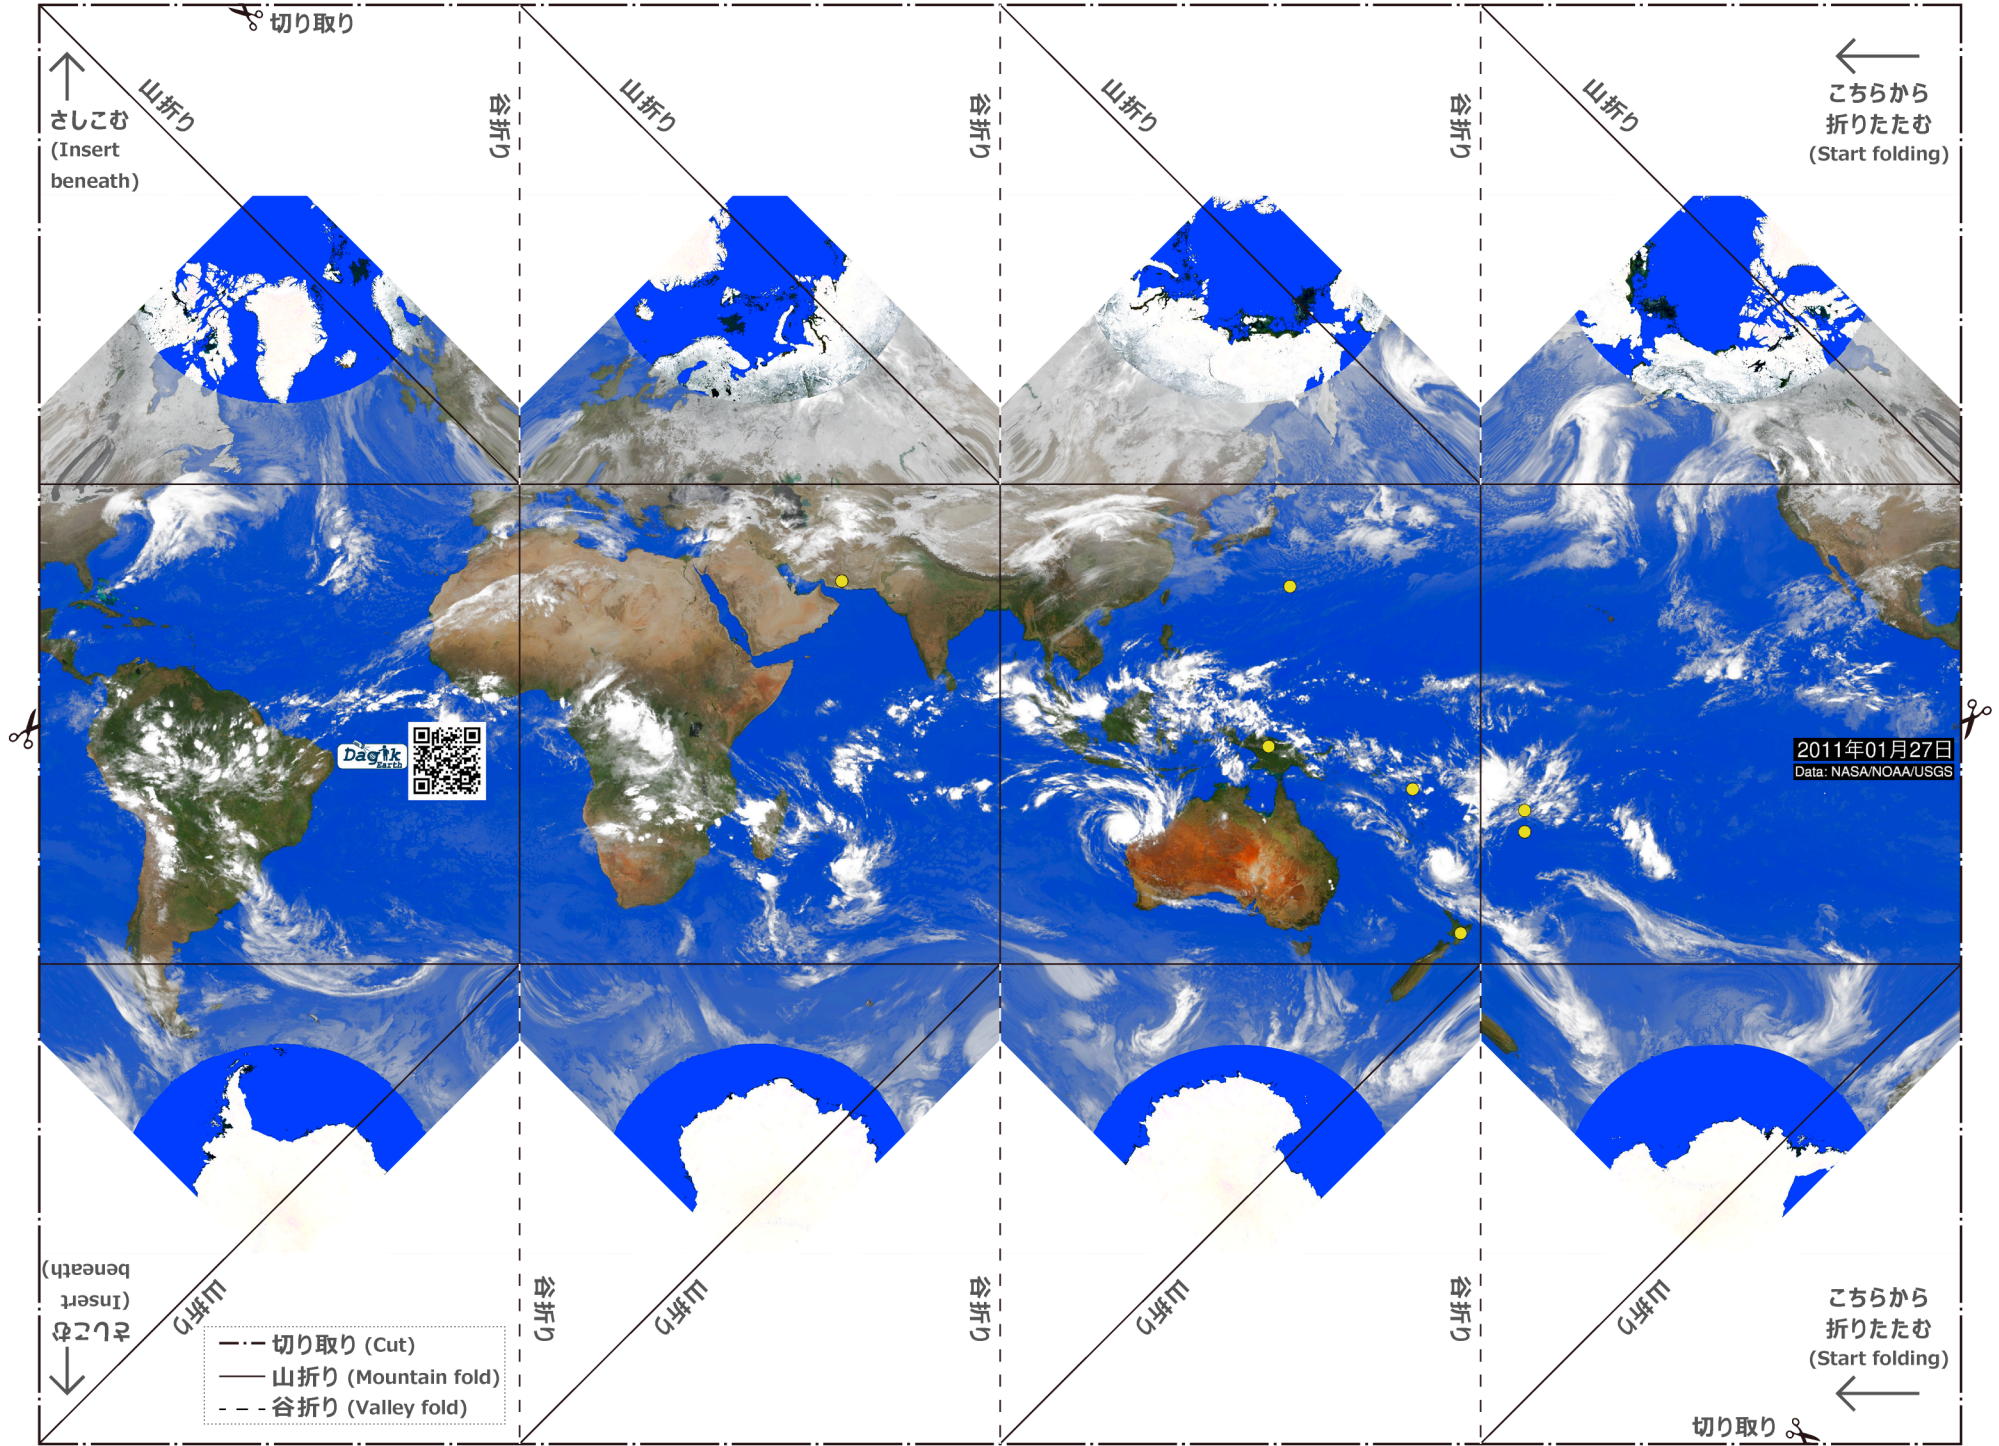 切り取り
さしこむ
(Insert
beneath)
山折り
谷折り
山折り
谷折り
山折り
谷折り
山折り
こちらから
折りたたむ
(Start folding)
Dagik
Earth
2011年01月27日
Data: NASA/NOAA/USGS
さしこむ
(Insert
beneath)
山折り
谷折り
山折り
谷折り
山折り
谷折り
山折り
こちらから
折りたたむ
(Start folding)
切り取り (Cut)
山折り (Mountain fold)
谷折り (Valley fold)
切り取り